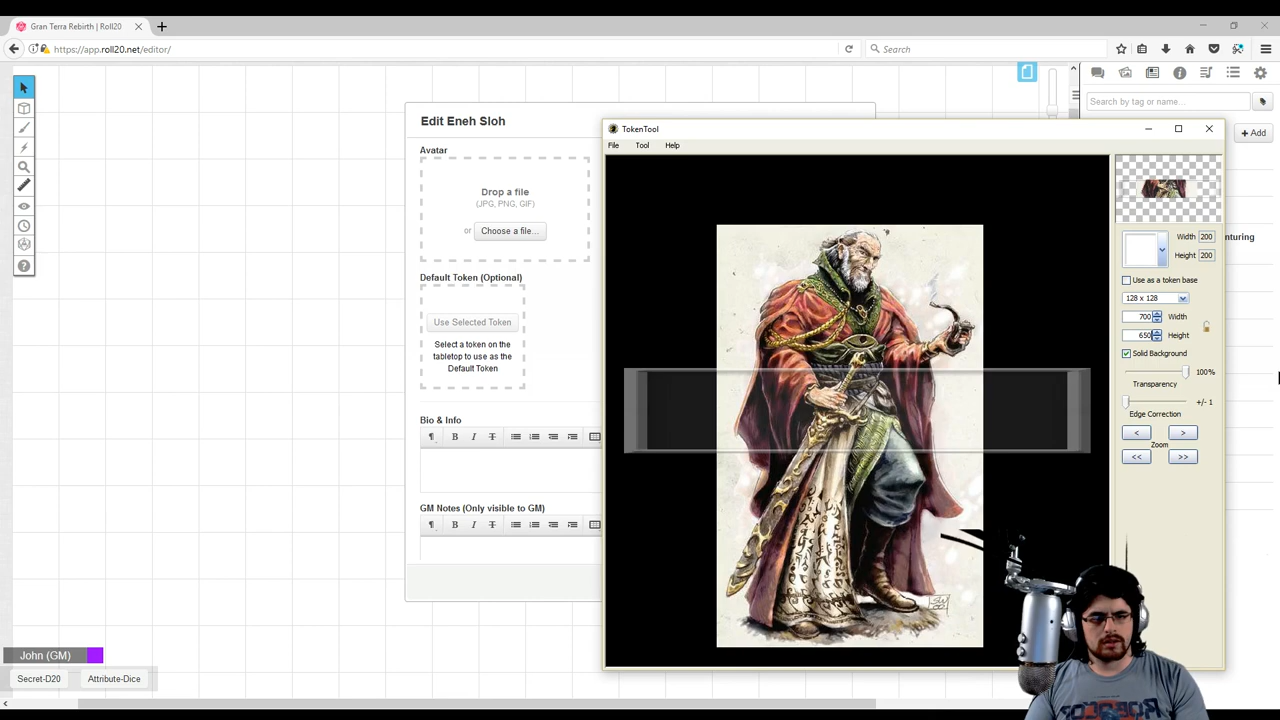 Gran Terra Rebirth | Roll20
https://app.roll20.net/editor/
Search
Search by tag or name...
+ Add
Edit Eneh Sloh
Avatar
Drop a file
(JPG, PNG, GIF)
or Choose a file...
Default Token (Optional)
Use Selected Token
Select a token on the
tabletop to use as the
Default Token
Bio & Info
B I T
GM Notes (Only visible to GM)
B I T
TokenTool
File Tool Help
Width 200
Height 200
Use as a token base
128 x 128
700 Width
650 Height
Solid Background
100%
Transparency
+/- 1
Edge Correction
< >
Zoom
<< >>
nturing
John (GM)
Secret-D20 Attribute-Dice